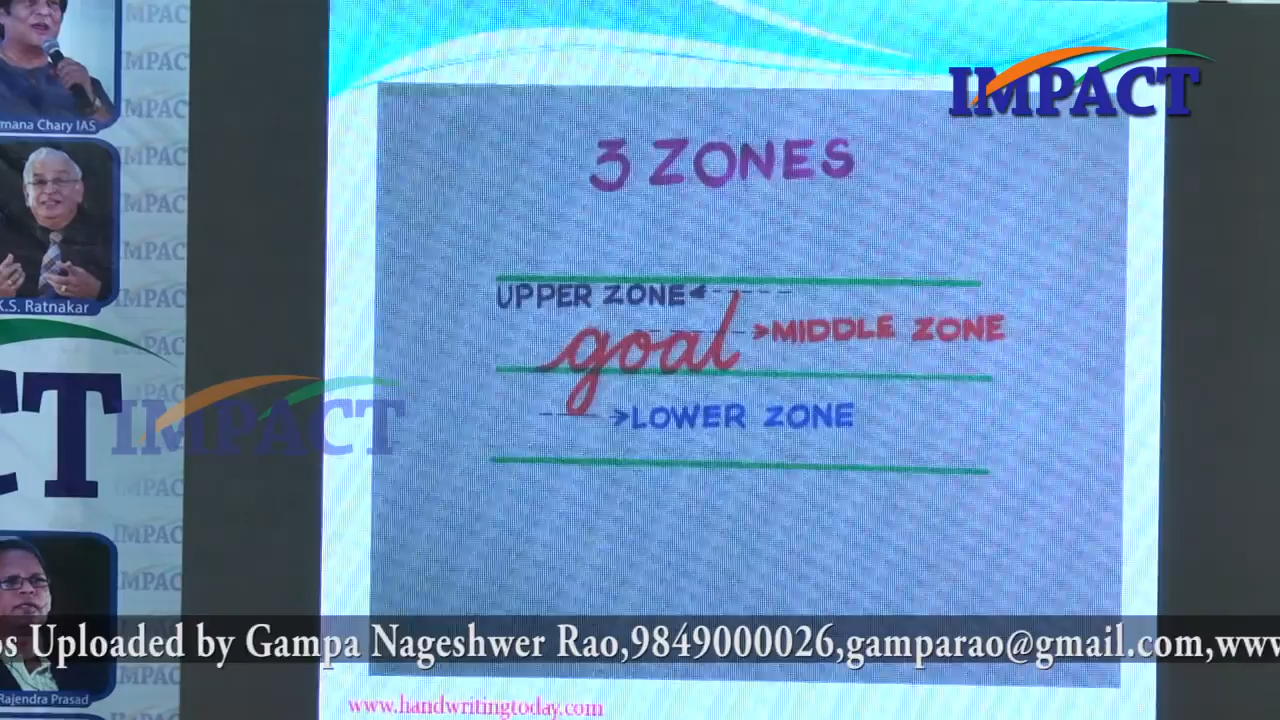 IMPACT
mana Chary IAS
K.S. Ratnakar
CT
IMPACT
Rajendra Prasad
3 ZONES
UPPER ZONE
goal
MIDDLE ZONE
LOWER ZONE
Uploaded by Gampa Nageshwer Rao,9849000026,gamparao@gmail.com,www
www.handwritingtoday.com